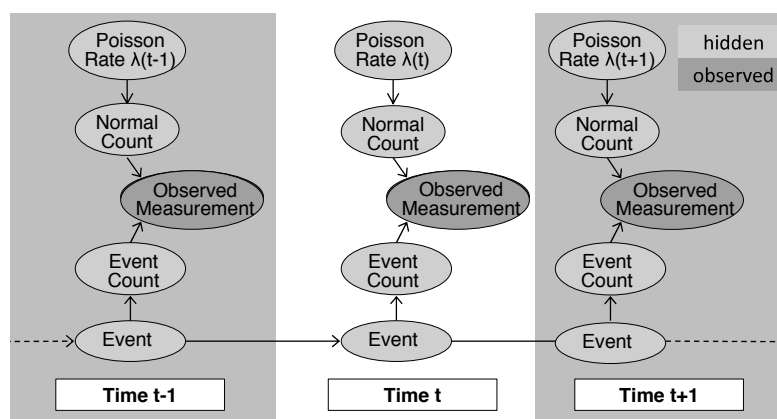 Poisson
Rate λ(t-1)
Normal
Count
Observed
Measurement
Event
Count
Event
Time t-1
Poisson
Rate λ(t)
Normal
Count
Observed
Measurement
Event
Count
Event
Time t
Poisson
Rate λ(t+1)
Normal
Count
Observed
Measurement
Event
Count
Event
Time t+1
hidden
observed